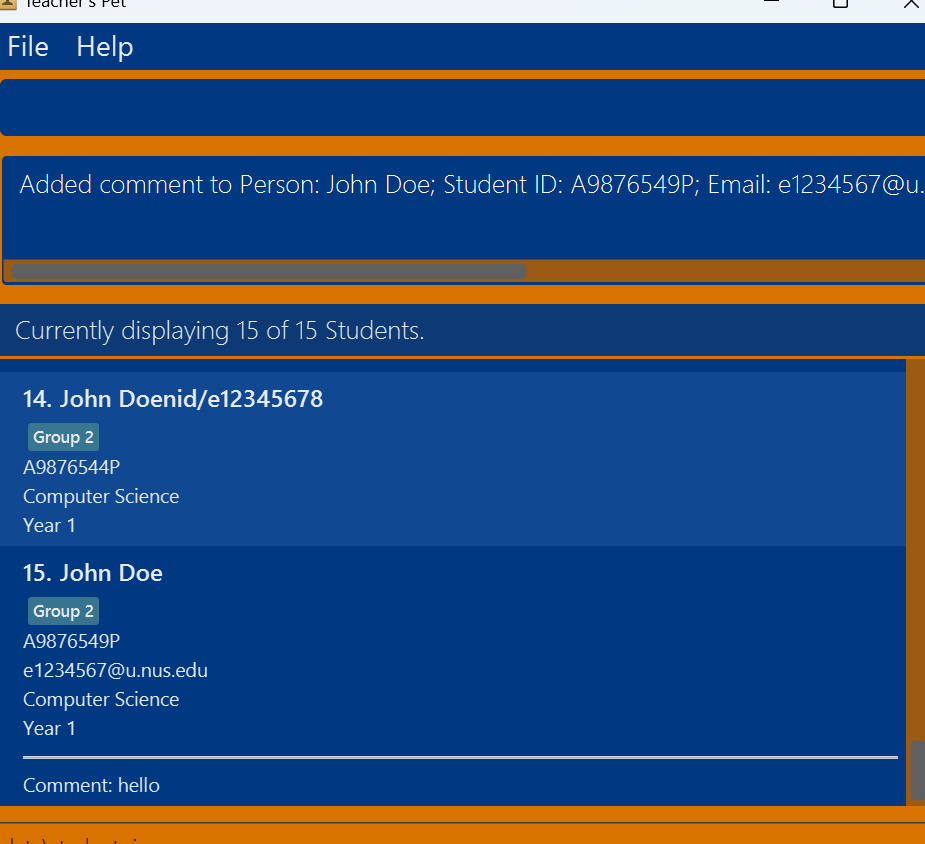 Teacher's Pet
File Help
Added comment to Person: John Doe; Student ID: A9876549P; Email: e1234567@u.
Currently displaying 15 of 15 Students.
14. John Doenid/e12345678
Group 2
A9876544P
Computer Science
Year 1
15. John Doe
Group 2
A9876549P
e1234567@u.nus.edu
Computer Science
Year 1
Comment: hello